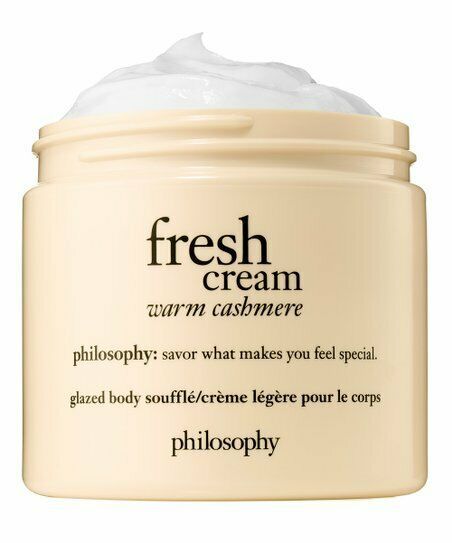 fresh
cream
warm cashmere
philosophy: savor what makes you feel special.
glazed body soufflé/crème légère pour le corps
philosophy